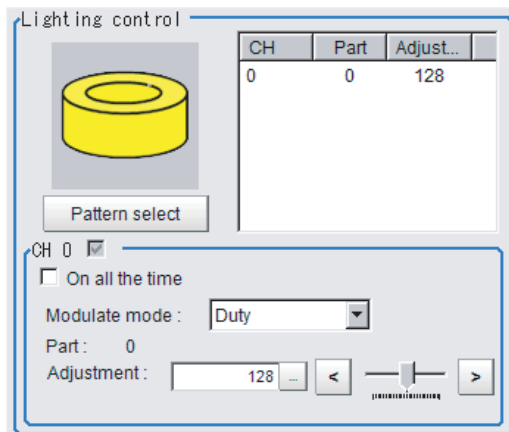 Lighting control
CH Part Adjust...
0 0 128
Pattern select
CH 0
On all the time
Modulate mode : Duty
Part : 0
Adjustment : 128 ... < >